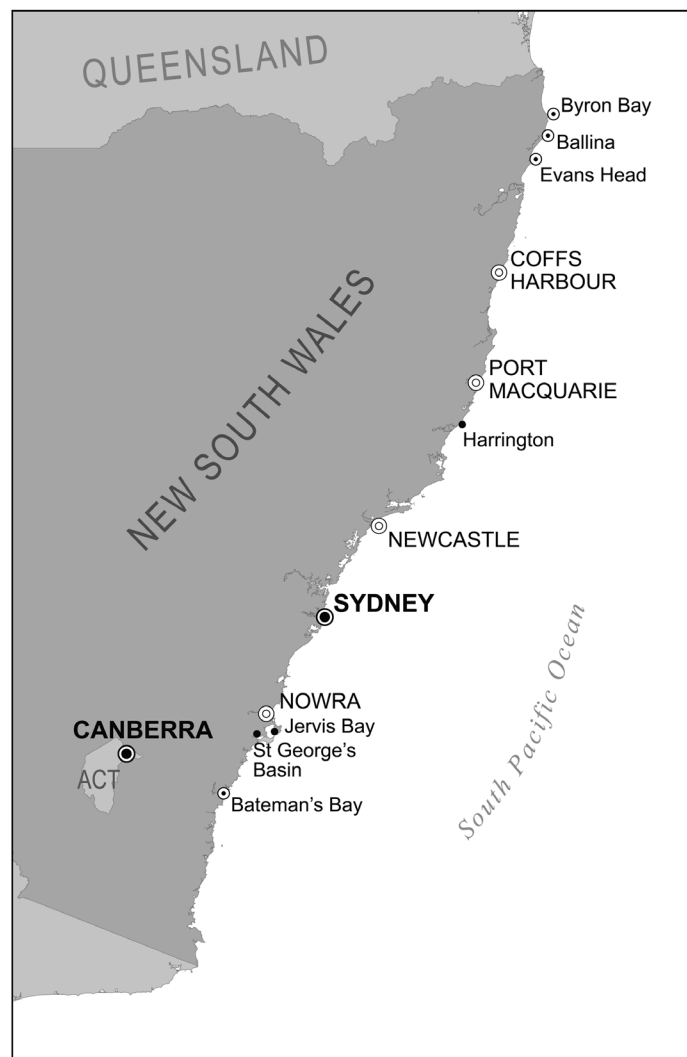 QUEENSLAND
Byron Bay
Ballina
Evans Head
COFFS
HARBOUR
NEW SOUTH WALES
PORT
MACQUARIE
Harrington
NEWCASTLE
SYDNEY
South Pacific Ocean
NOWRA
CANBERRA
Jervis Bay
St George’s
Basin
ACT
Bateman’s Bay